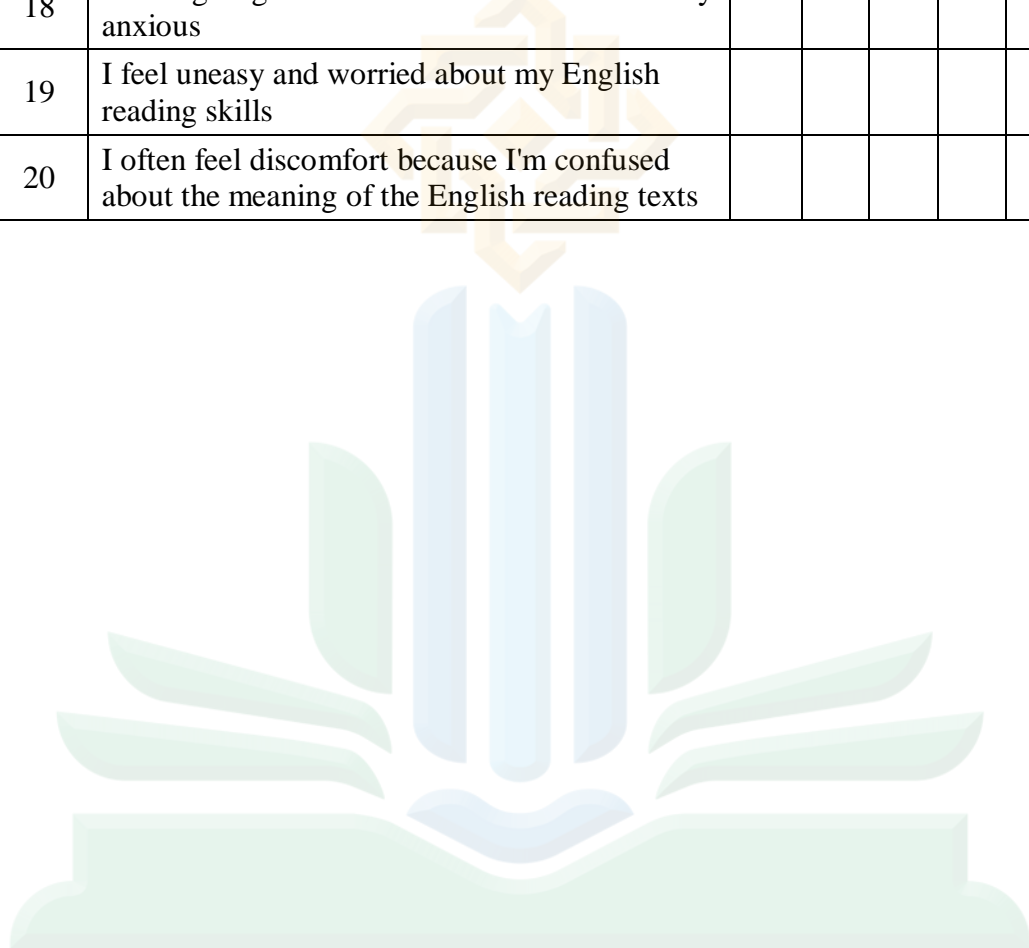 18
anxious
19
I feel uneasy and worried about my English
reading skills
20
I often feel discomfort because I'm confused
about the meaning of the English reading texts